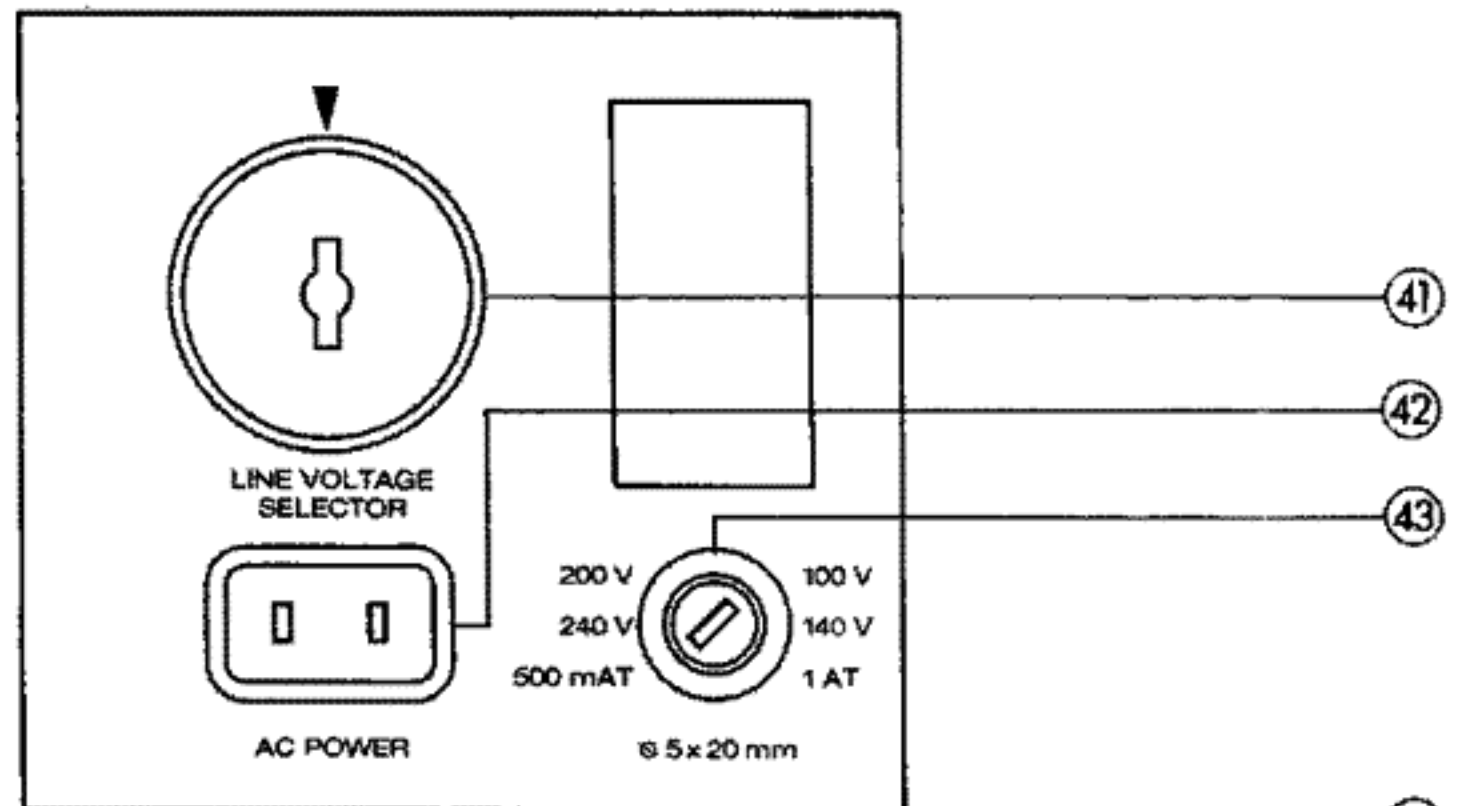 41
42
LINE VOLTAGE
SELECTOR
43
200 V 100 V
240 V 140 V
500 mAT 1 AT
AC POWER
5 x 20 mm